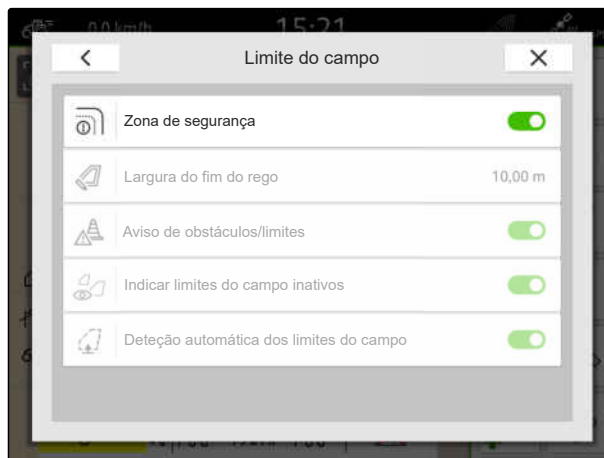 0.0 km/h 15:21
Limite do campo
Zona de segurança
Largura do fim do rego 10,00 m
Aviso de obstáculos/limites
Indicar limites do campo inativos
Deteção automática dos limites do campo